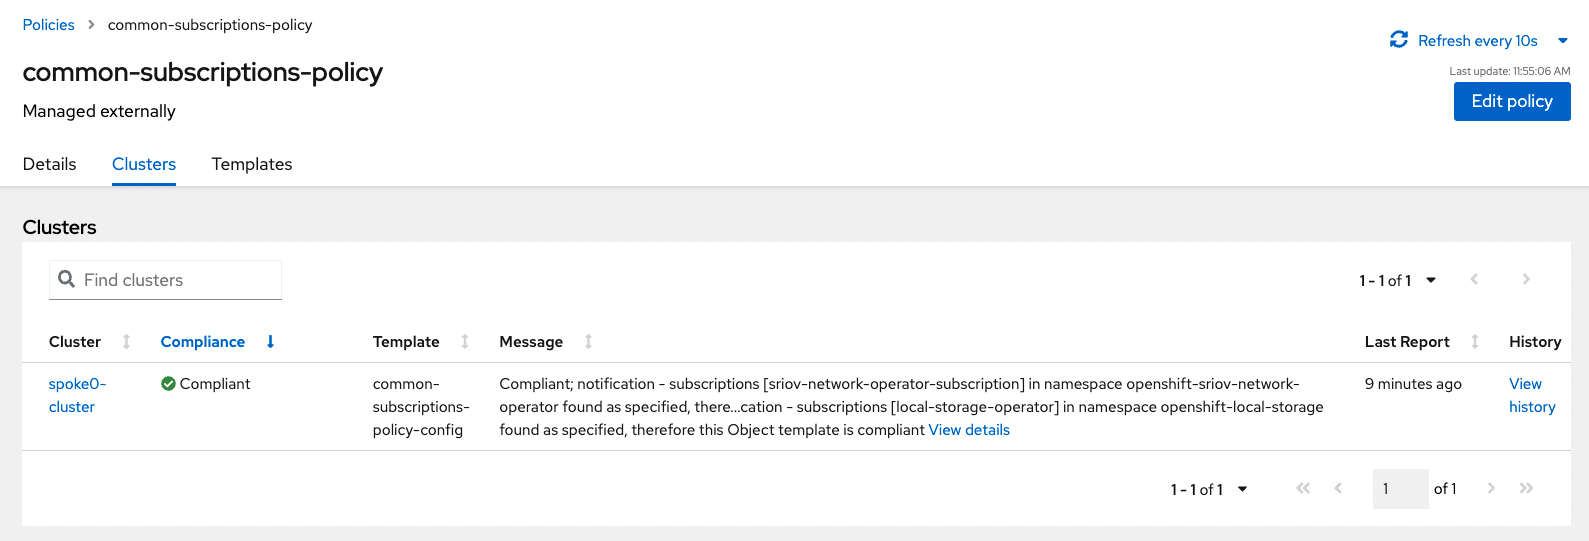 Policies > common-subscriptions-policy
Refresh every 10s
common-subscriptions-policy
Last update: 11:55:06 AM
Managed externally
Edit policy
Details Clusters Templates
Clusters
Find clusters
1 - 1 of 1
Cluster Compliance Template Message Last Report History
spoke0-
cluster
Compliant
common-
subscriptions-
policy-config
Compliant; notification - subscriptions [sriov-network-operator-subscription] in namespace openshift-sriov-network-
operator found as specified, there...cation - subscriptions [local-storage-operator] in namespace openshift-local-storage
found as specified, therefore this Object template is compliant View details
9 minutes ago
View
history
1 - 1 of 1
1 of 1